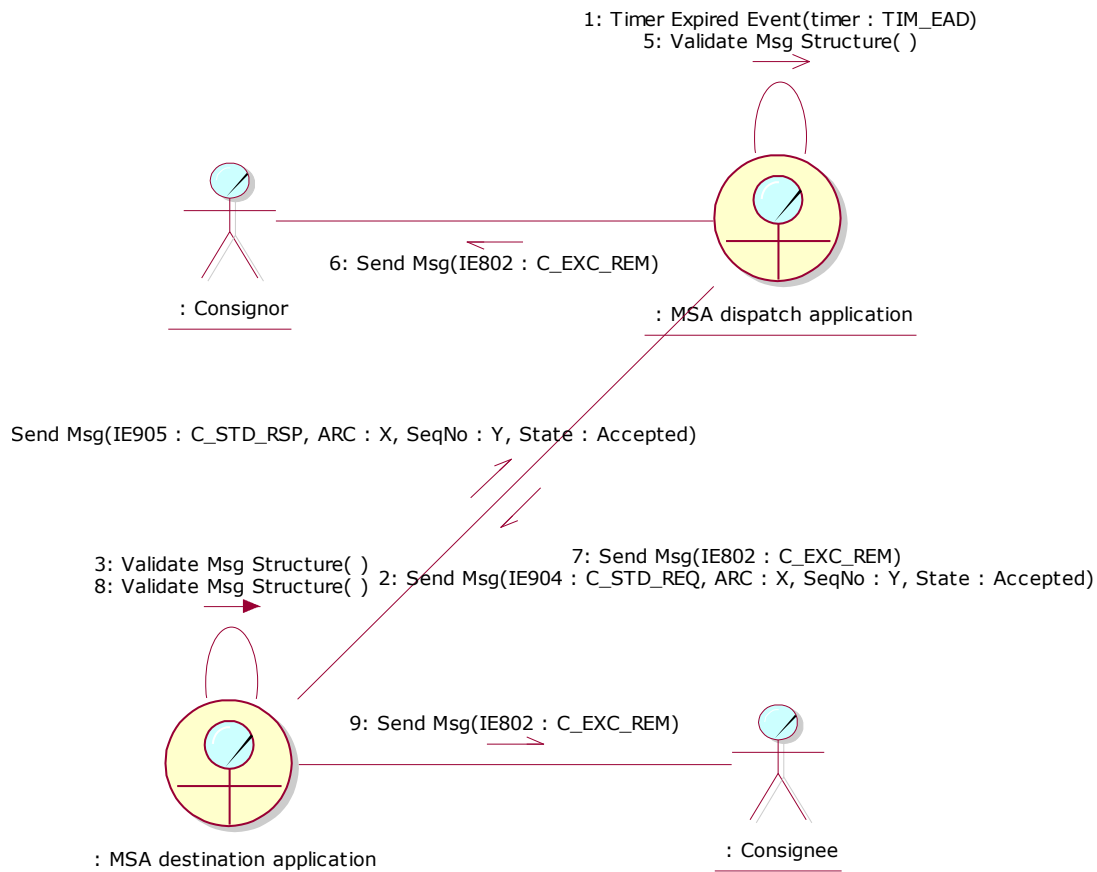 1: Timer Expired Event(timer : TIM_EAD)
5: Validate Msg Structure( )
6: Send Msg(IE802 : C_EXC_REM)
: Consignor
: MSA dispatch application
Send Msg(IE905 : C_STD_RSP, ARC : X, SeqNo : Y, State : Accepted)
3: Validate Msg Structure( )
8: Validate Msg Structure( )
7: Send Msg(IE802 : C_EXC_REM)
2: Send Msg(IE904 : C_STD_REQ, ARC : X, SeqNo : Y, State : Accepted)
9: Send Msg(IE802 : C_EXC_REM)
: MSA destination application
: Consignee